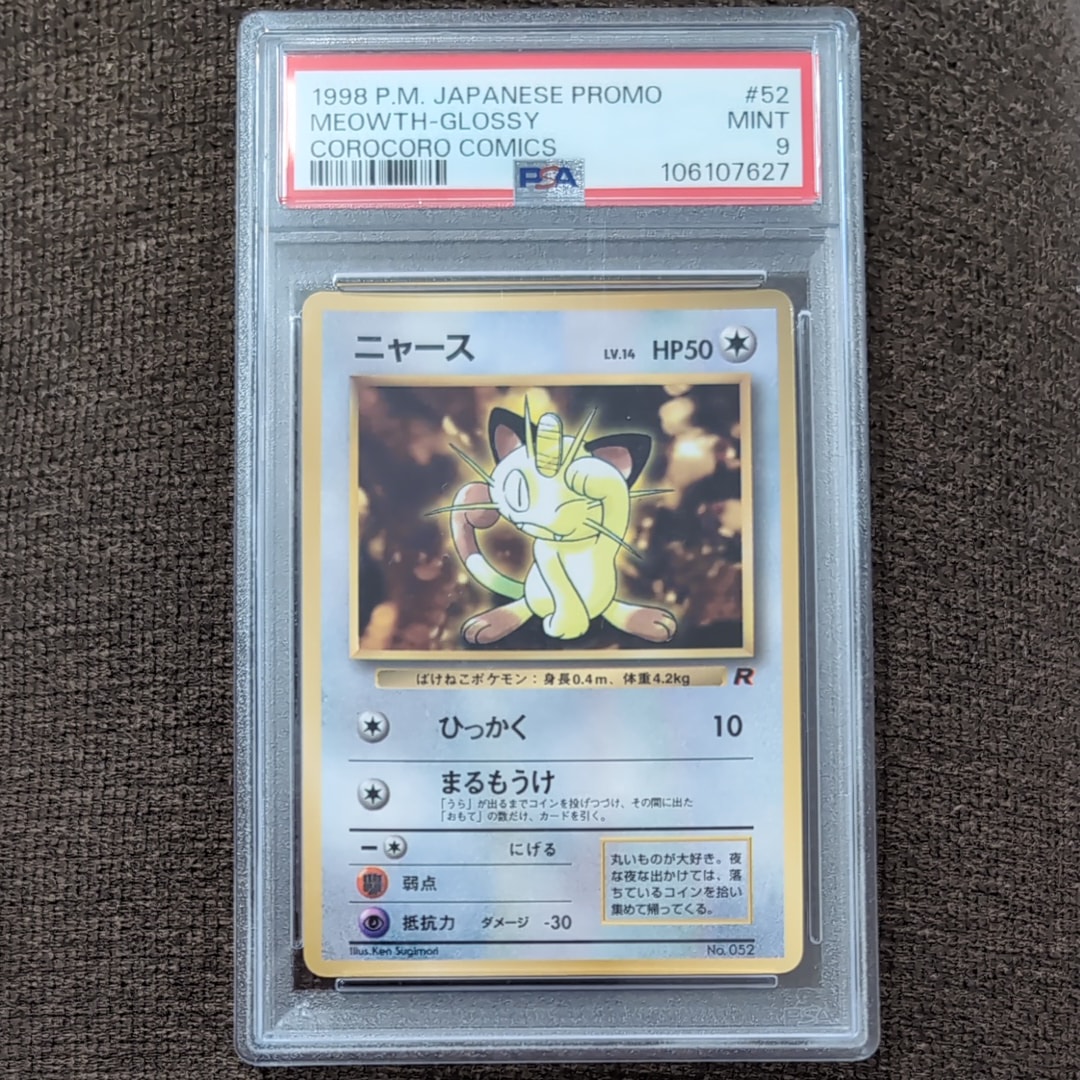 1998 P.M. JAPANESE PROMO #52
MEOWTH-GLOSSY MINT
COROCORO COMICS 9
PSA 106107627
ニャース LV.14 HP50
ばけねこポケモン：身長0.4m、体重4.2kg R
ひっかく 10
まるもうけ
「うら」が出るまでコインを投げつづけ、その間に出た
「おもて」の数だけ、カードを引く。
にげる
弱点
抵抗力 ダメージ -30
丸いものが大好き。夜
な夜な出かけては、落
ちているコインを拾い
集めて帰ってくる。
Illus.Ken Sugimori No.052
PSA